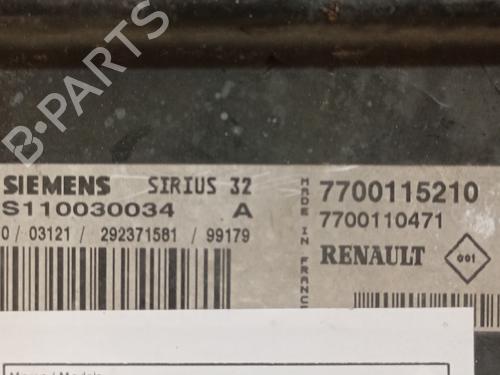 B-PARTS
SIEMENS SIRIUS 32
S110030034 A
0 / 03121 / 292371581 / 99179
MADE IN FRANCE
7700115210
7700110471
RENAULT
001